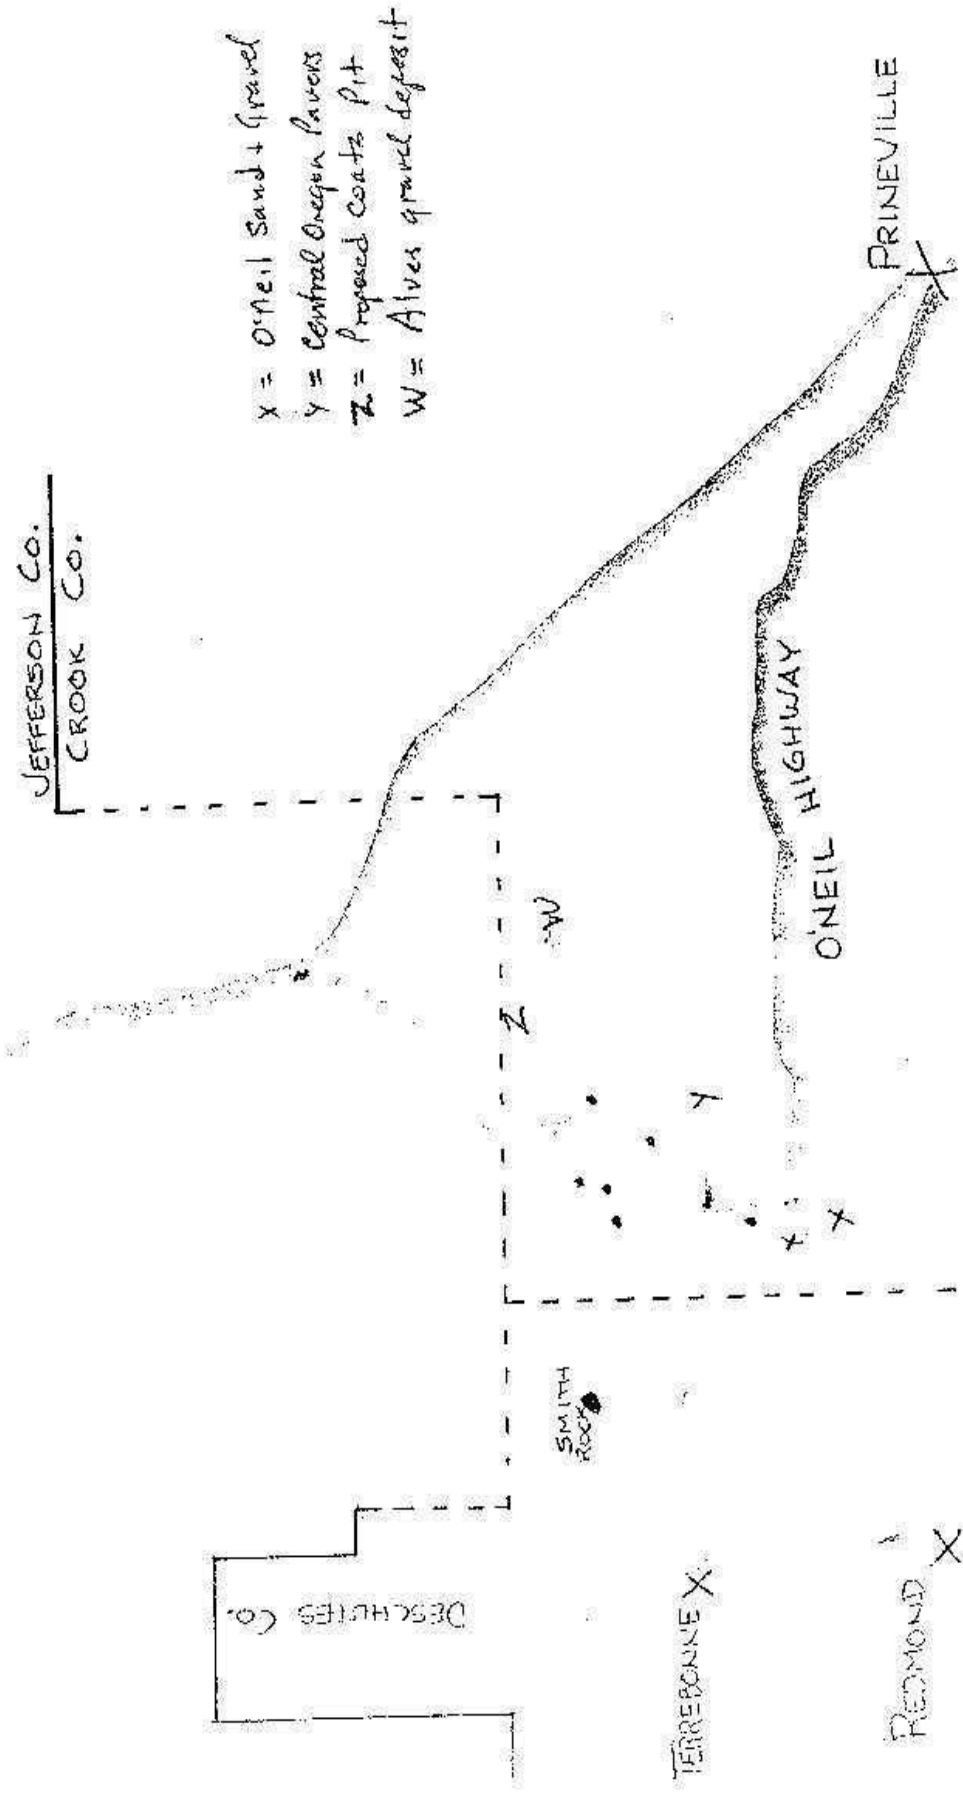 JEFFERSON CO.
CROOK CO.
X = O'Neil Sand & Gravel
Y = Central Oregon Pavers
Z = Proposed Coats Pit
W = Alves gravel deposit
DESCHUTES CO.
SMITH
ROCK
Z
W
Y
TERREBONNE X
X
X
O'NEIL HIGHWAY
PRINEVILLE
X
REDMOND X